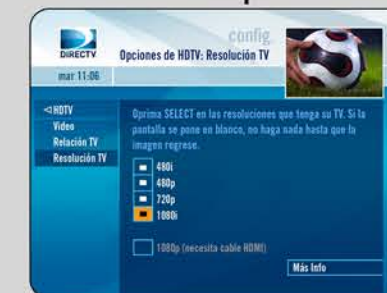 config
DIRECTV
Opciones de HDTV: Resolución TV
mar 11:06
HDTV
Video
Relación TV
Resolución TV
Oprima SELECT en las resoluciones que tenga su TV. Si la
pantalla se pone en blanco, no haga nada hasta que la
imagen regrese.
480i
480p
720p
1080i
1080p (necesita cable HDMI)
Más Info